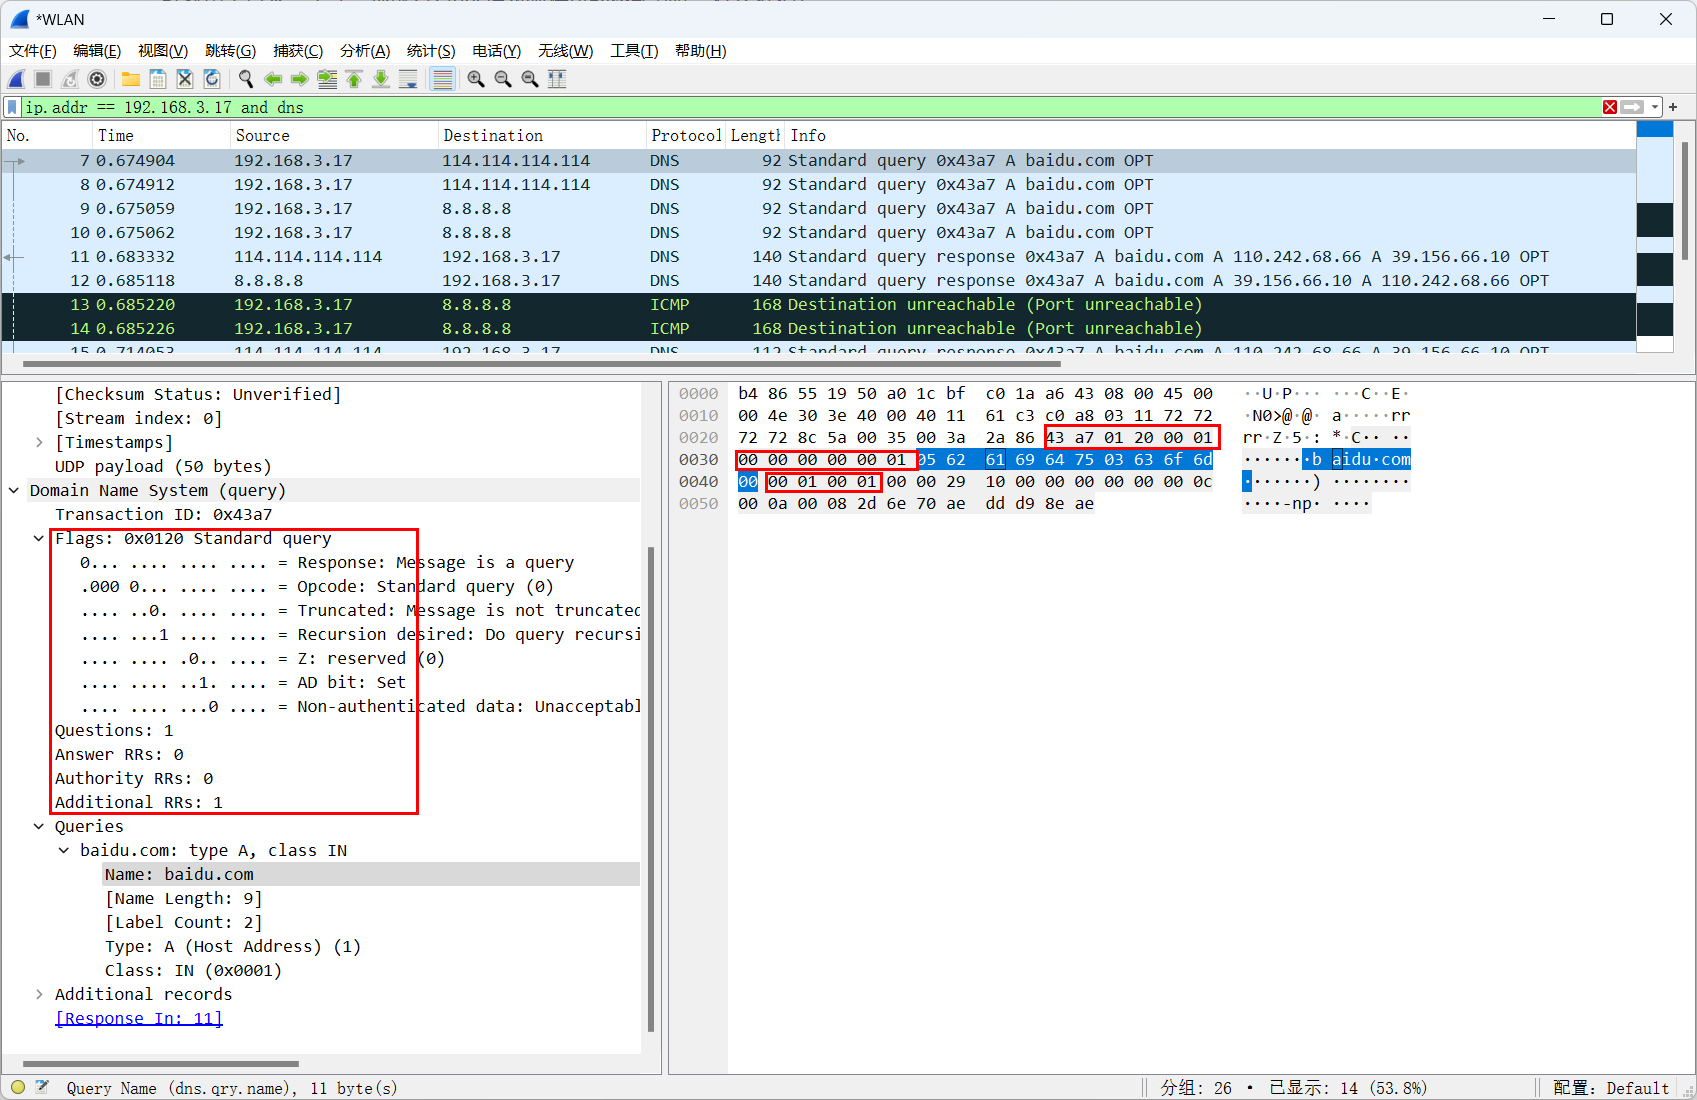 *WLAN
文件(F) 编辑(E) 视图(V) 跳转(G) 捕获(C) 分析(A) 统计(S) 电话(Y) 无线(W) 工具(T) 帮助(H)
ip.addr == 192.168.3.17 and dns
No. Time Source Destination Protocol Length Info
7 0.674904 192.168.3.17 114.114.114.114 DNS 92 Standard query 0x43a7 A baidu.com OPT
8 0.674912 192.168.3.17 114.114.114.114 DNS 92 Standard query 0x43a7 A baidu.com OPT
9 0.675059 192.168.3.17 8.8.8.8 DNS 92 Standard query 0x43a7 A baidu.com OPT
10 0.675062 192.168.3.17 8.8.8.8 DNS 92 Standard query 0x43a7 A baidu.com OPT
11 0.683332 114.114.114.114 192.168.3.17 DNS 140 Standard query response 0x43a7 A baidu.com A 110.242.68.66 A 39.156.66.10 OPT
12 0.685118 8.8.8.8 192.168.3.17 DNS 140 Standard query response 0x43a7 A baidu.com A 39.156.66.10 A 110.242.68.66 OPT
13 0.685220 192.168.3.17 8.8.8.8 ICMP 168 Destination unreachable (Port unreachable)
14 0.685226 192.168.3.17 8.8.8.8 ICMP 168 Destination unreachable (Port unreachable)
15 0.714053 114.114.114.114 192.168.3.17 DNS 112 Standard query response 0x43a7 A baidu.com A 110.242.68.66 A 39.156.66.10 OPT
[Checksum Status: Unverified]
[Stream index: 0]
[Timestamps]
UDP payload (50 bytes)
Domain Name System (query)
Transaction ID: 0x43a7
Flags: 0x0120 Standard query
0... .... .... .... = Response: Message is a query
.000 0... .... .... = Opcode: Standard query (0)
.... ..0. .... .... = Truncated: Message is not truncated
.... ...1 .... .... = Recursion desired: Do query recursi
.... .... .0.. .... = Z: reserved (0)
.... .... ..1. .... = AD bit: Set
.... .... ...0 .... = Non-authenticated data: Unacceptabl
Questions: 1
Answer RRs: 0
Authority RRs: 0
Additional RRs: 1
Queries
baidu.com: type A, class IN
Name: baidu.com
[Name Length: 9]
[Label Count: 2]
Type: A (Host Address) (1)
Class: IN (0x0001)
Additional records
[Response In: 11]
0000 b4 86 55 19 50 a0 1c bf c0 1a a6 43 08 00 45 00 ··U·P··· ···C··E·
0010 00 4e 30 3e 40 00 40 11 61 c3 c0 a8 03 11 72 72 ·N0>@·@· a·····rr
0020 72 72 8c 5a 00 35 00 3a 2a 86 43 a7 01 20 00 01 rr·Z·5·: *·C·· ··
0030 00 00 00 00 00 01 05 62 61 69 64 75 03 63 6f 6d ·······b aidu·com
0040 00 00 01 00 01 00 00 29 10 00 00 00 00 00 00 0c ·······) ········
0050 00 0a 00 08 2d 6e 70 ae dd d9 8e ae ····-np· ····
Query Name (dns.qry.name), 11 byte(s) 分组: 26 · 已显示: 14 (53.8%) 配置: Default